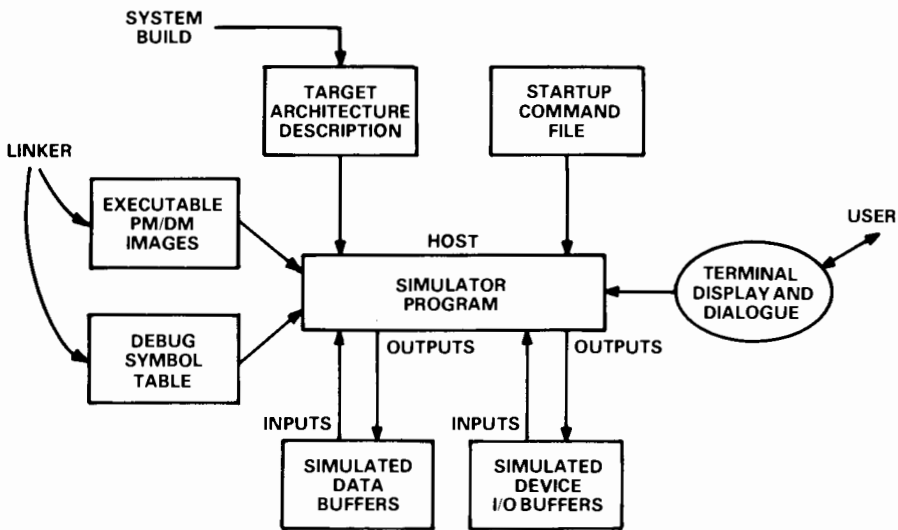 SYSTEM
BUILD
TARGET
ARCHITECTURE
DESCRIPTION
STARTUP
COMMAND
FILE
LINKER
EXECUTABLE
PM/DM
IMAGES
HOST
SIMULATOR
PROGRAM
USER
TERMINAL
DISPLAY AND
DIALOGUE
DEBUG
SYMBOL
TABLE
OUTPUTS
OUTPUTS
INPUTS
INPUTS
SIMULATED
DATA
BUFFERS
SIMULATED
DEVICE
I/O BUFFERS